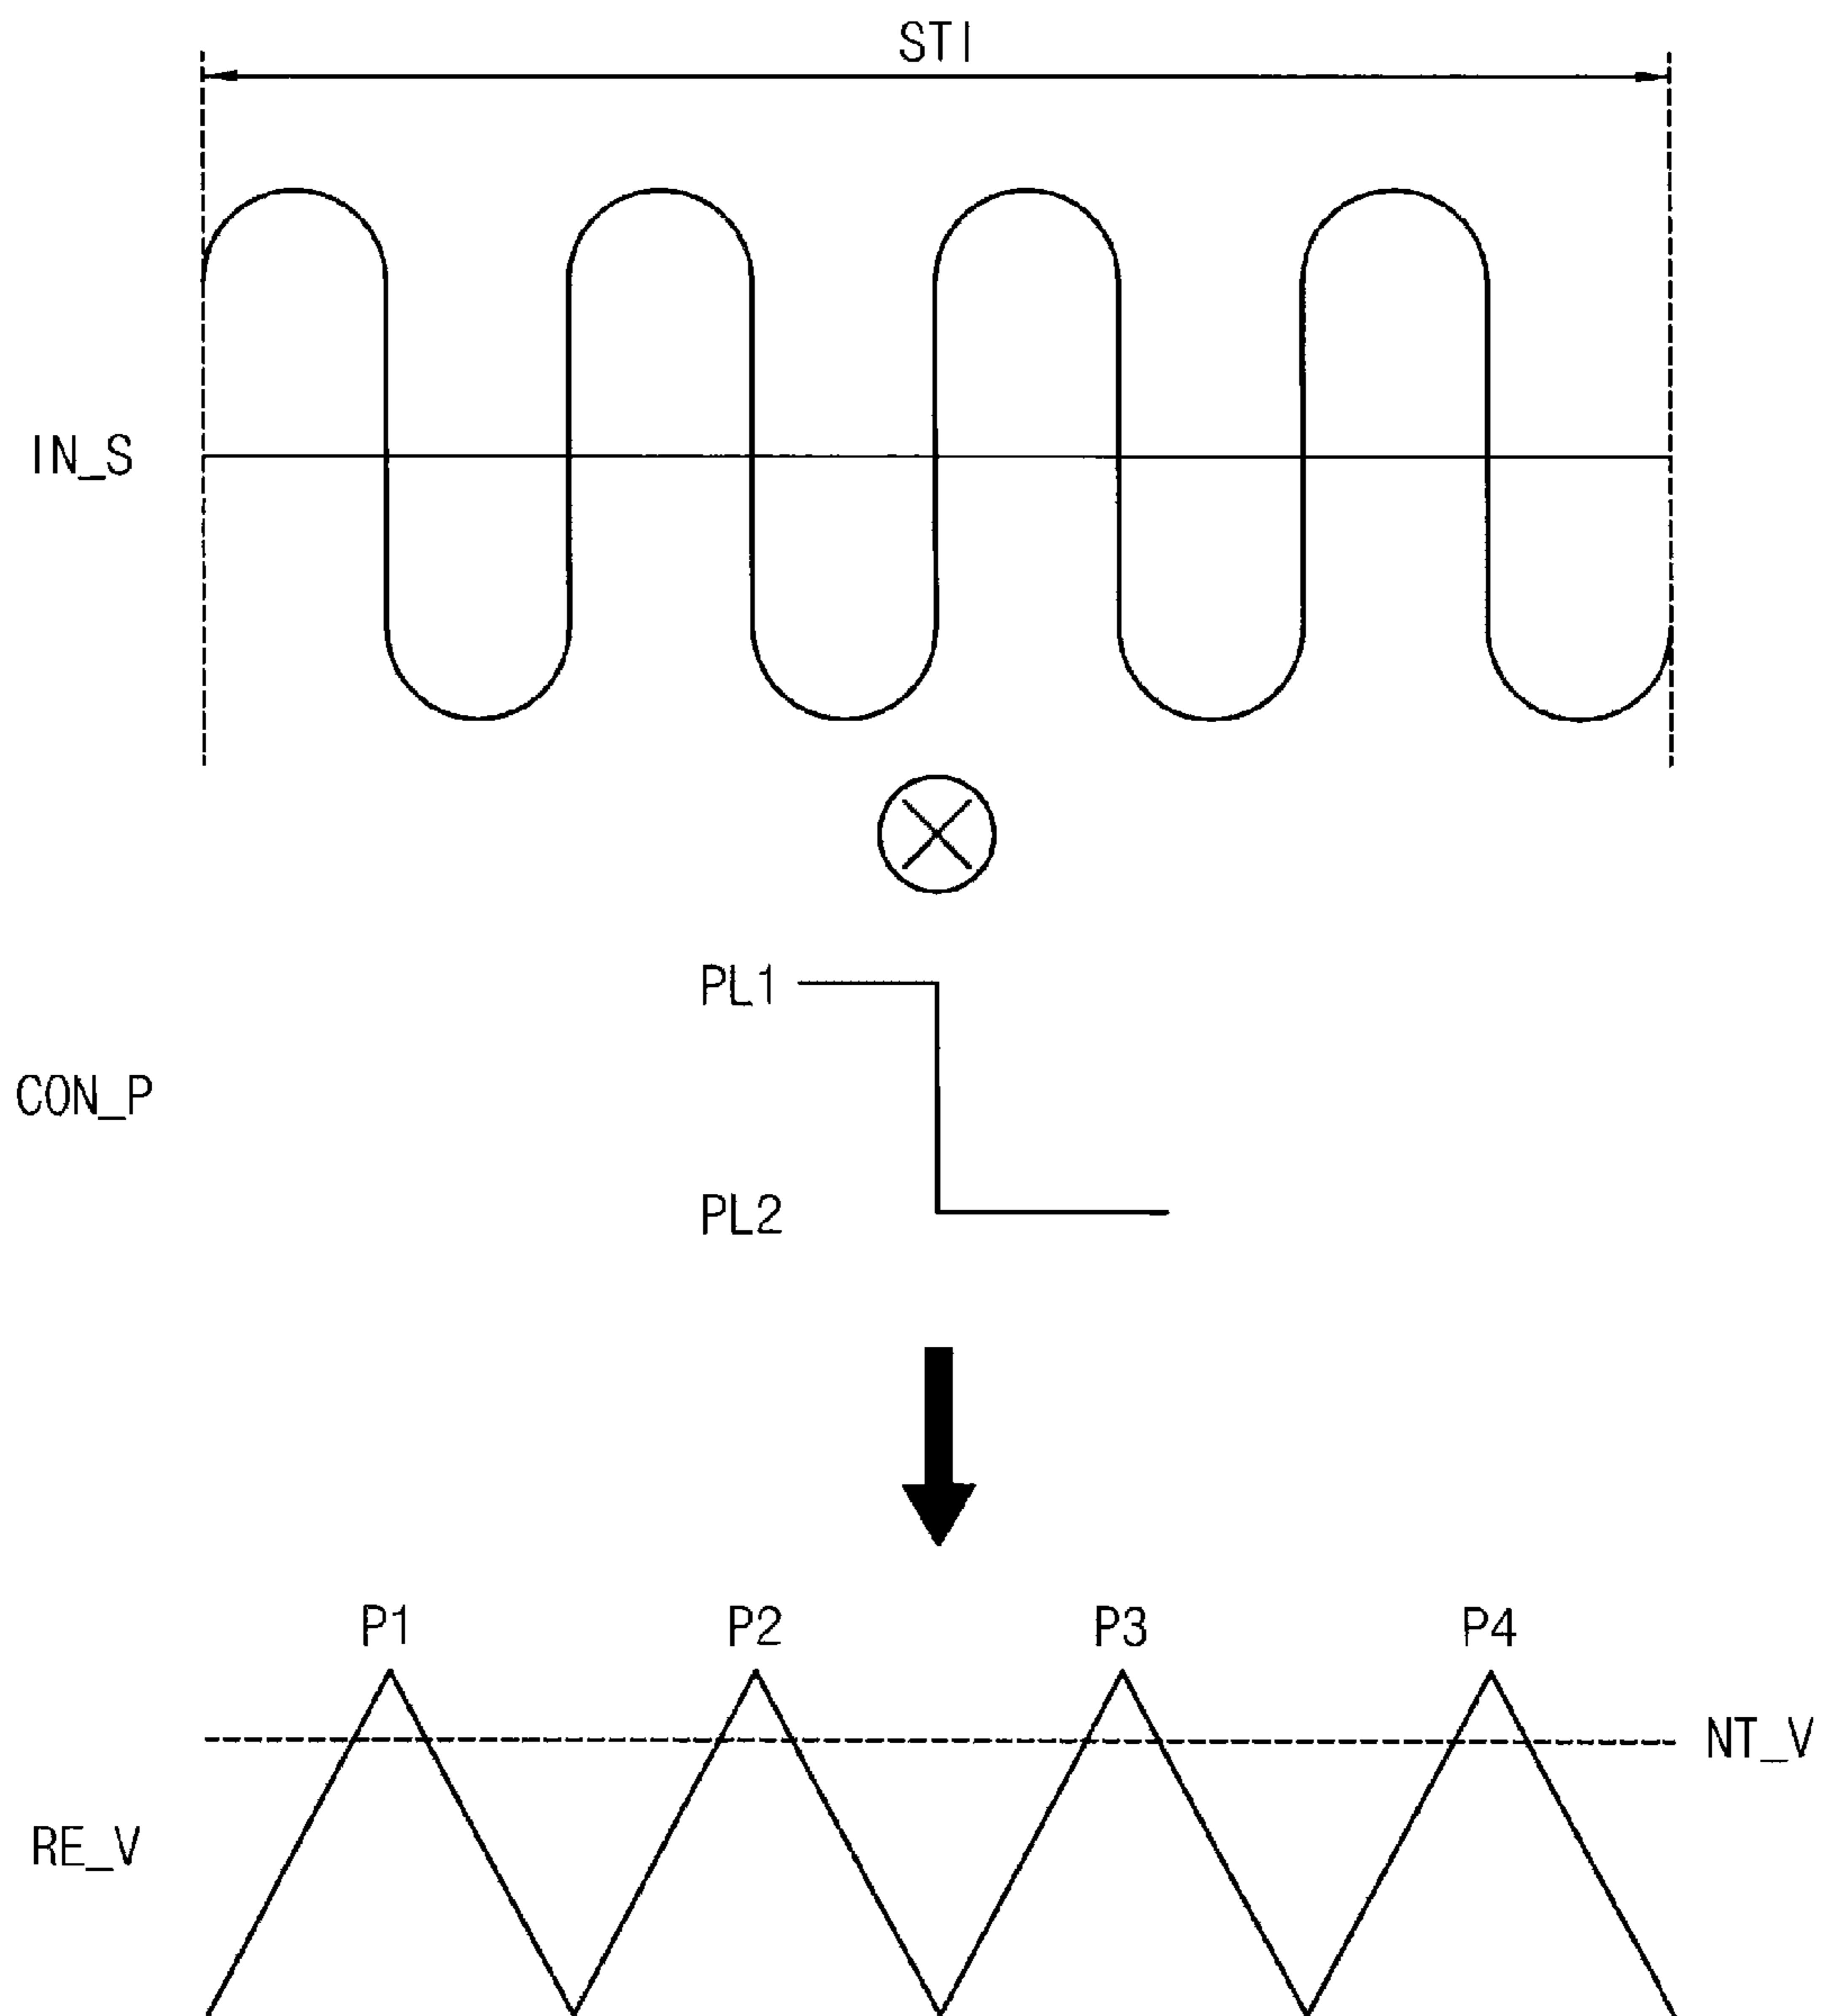 STI
IN_S
PL1
CON_P
PL2
P1 P2 P3 P4
NT_V
RE_V